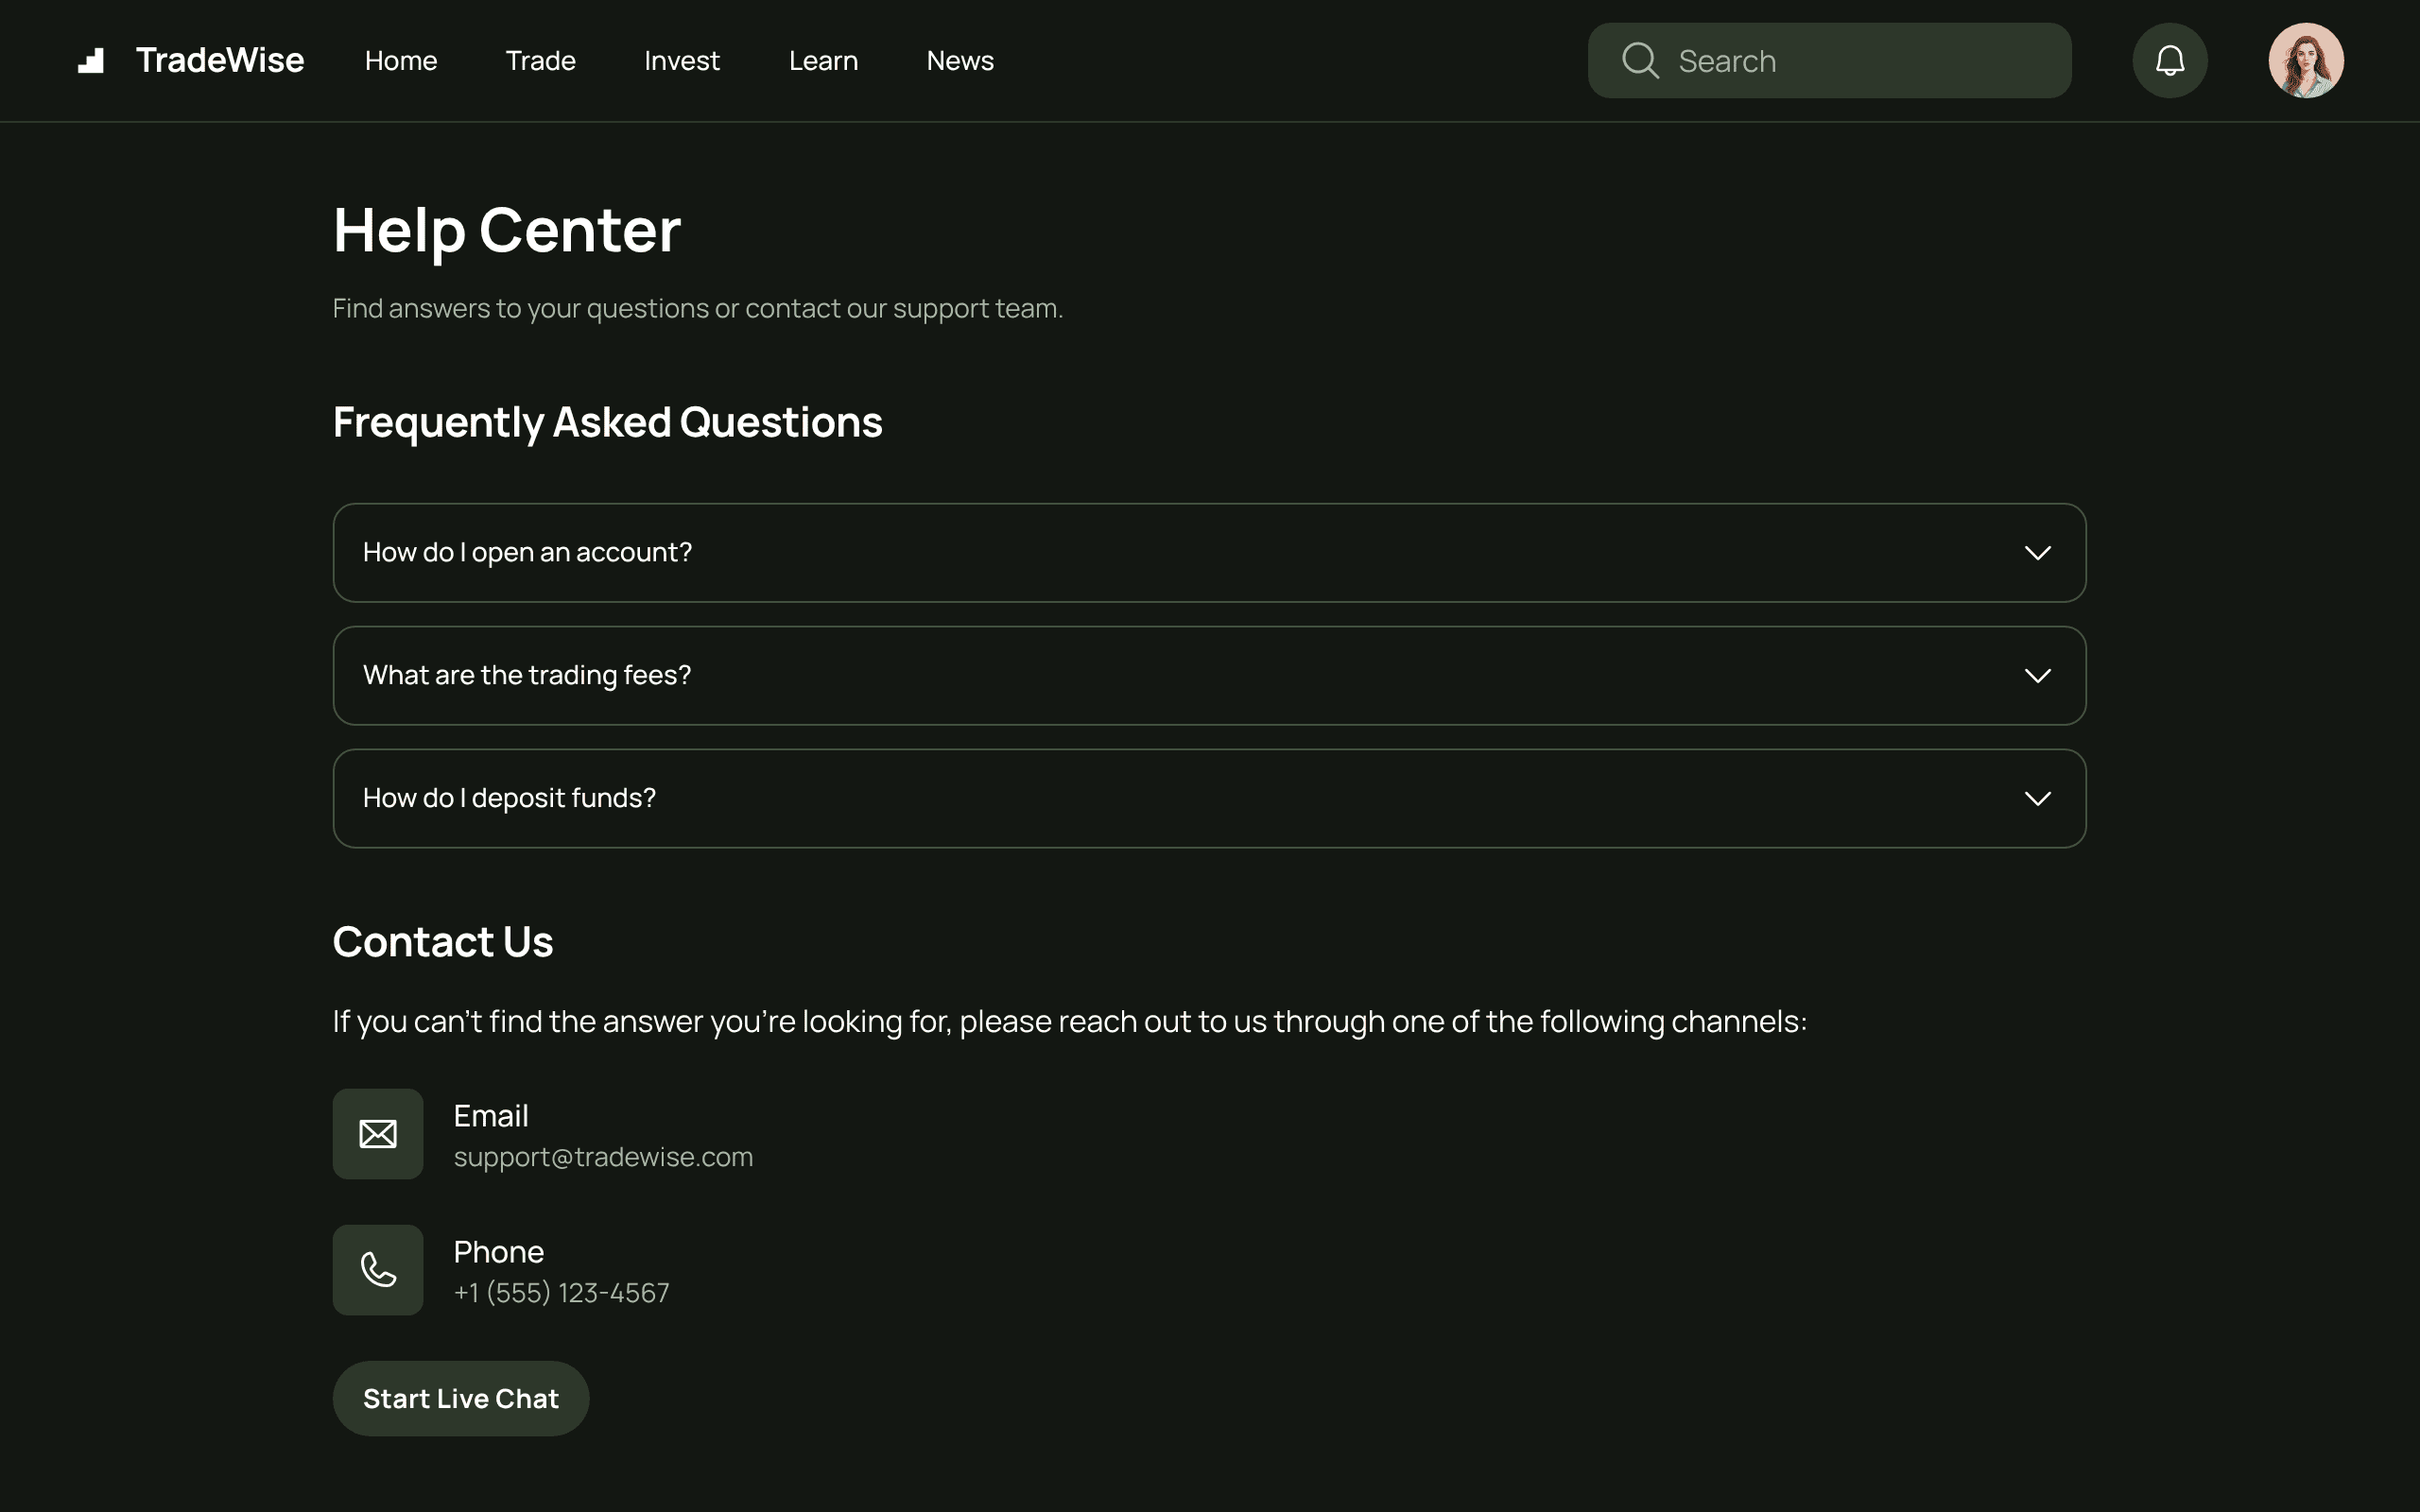 TradeWise
Home
Trade
Invest
Learn
News
Search
Help Center
Find answers to your questions or contact our support team.
Frequently Asked Questions
How do I open an account?
What are the trading fees?
How do I deposit funds?
Contact Us
If you can’t find the answer you’re looking for, please reach out to us through one of the following channels:
Email
support@tradewise.com
Phone
+1 (555) 123-4567
Start Live Chat